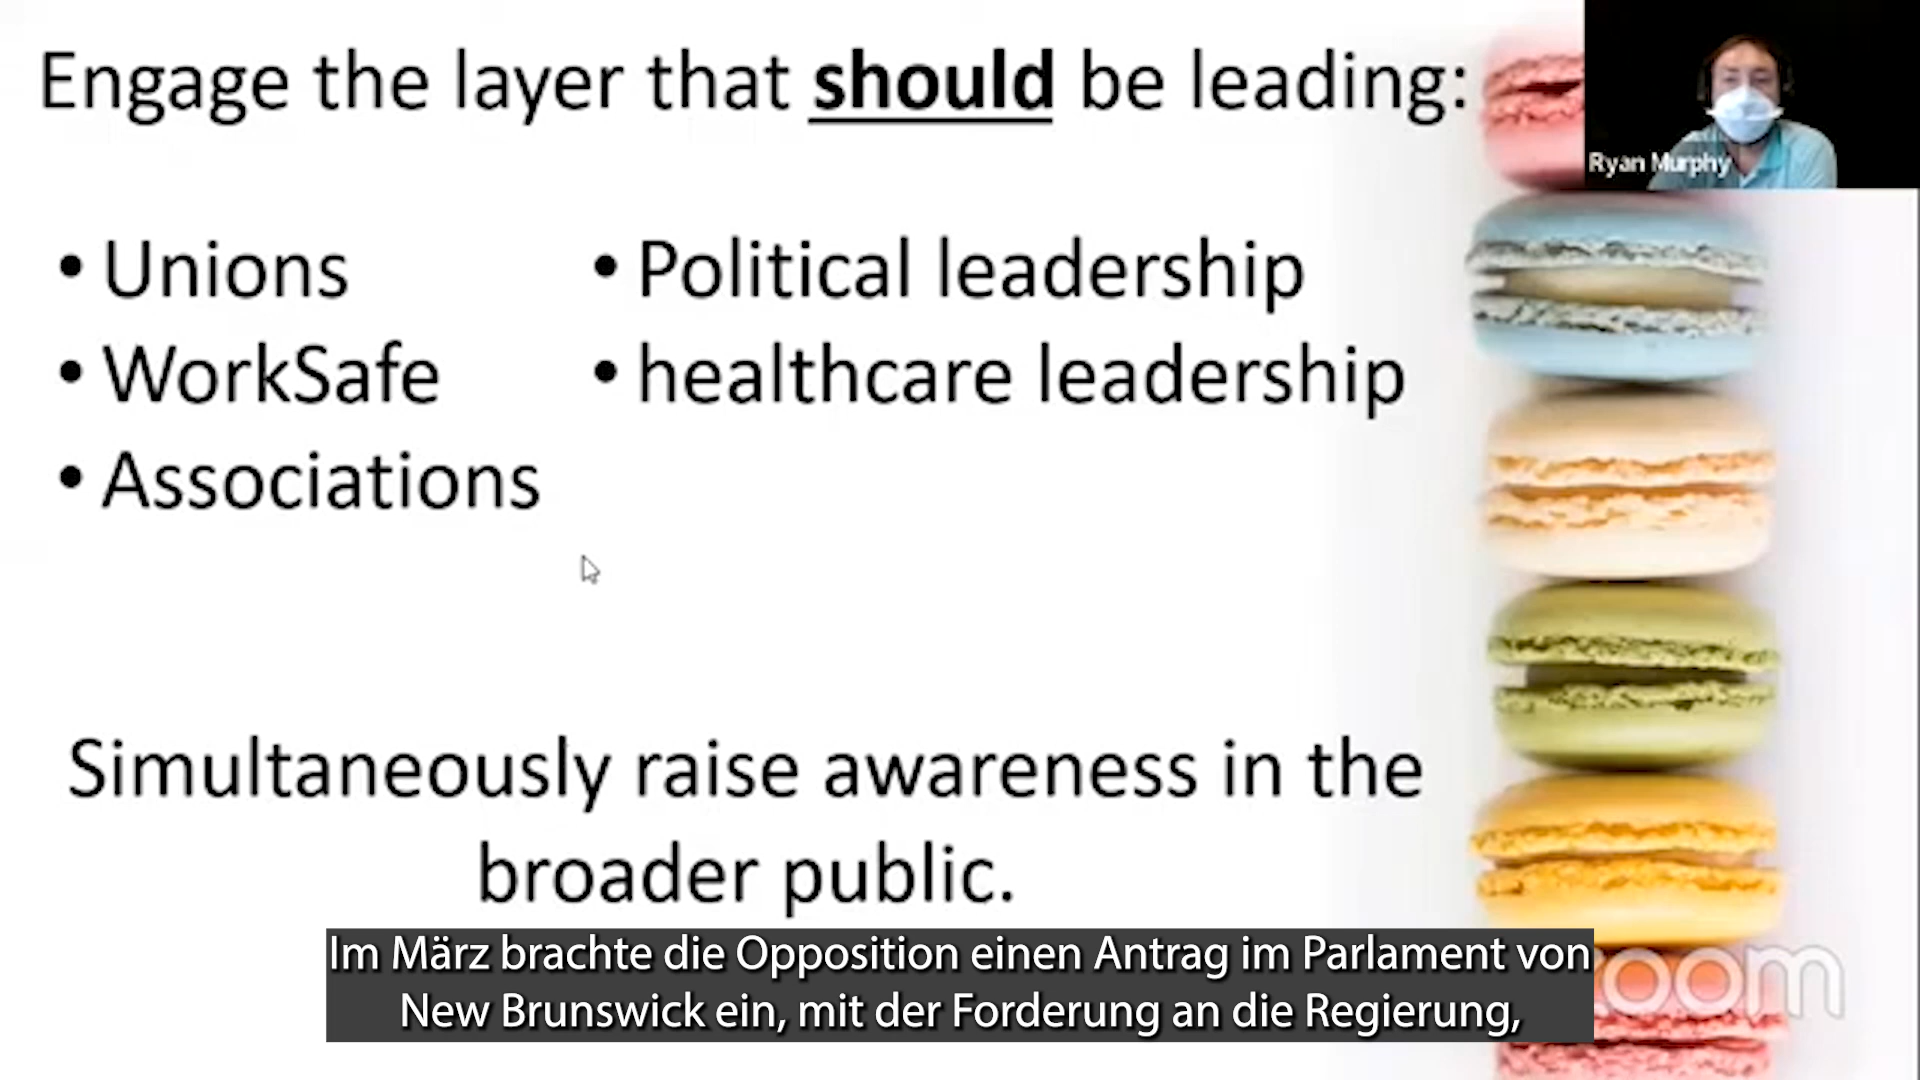 Engage the layer that should be leading:
Ryan Murphy
• Unions
• WorkSafe
• Associations
• Political leadership
• healthcare leadership
Simultaneously raise awareness in the
broader public.
Im März brachte die Opposition einen Antrag im Parlament von
New Brunswick ein, mit der Forderung an die Regierung,
oom